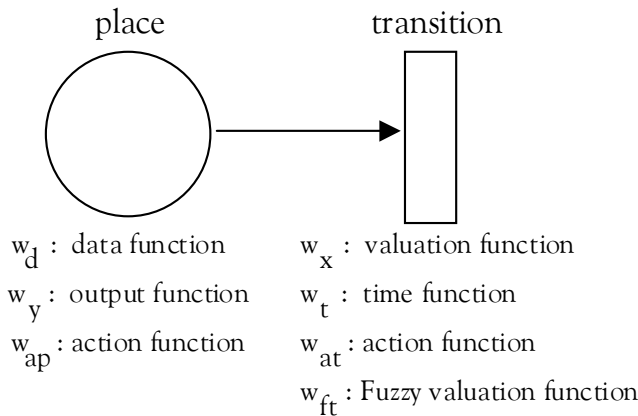 place transition
w_d : data function w_x : valuation function
w_y : output function w_t : time function
w_ap : action function w_at : action function
w_ft : Fuzzy valuation function